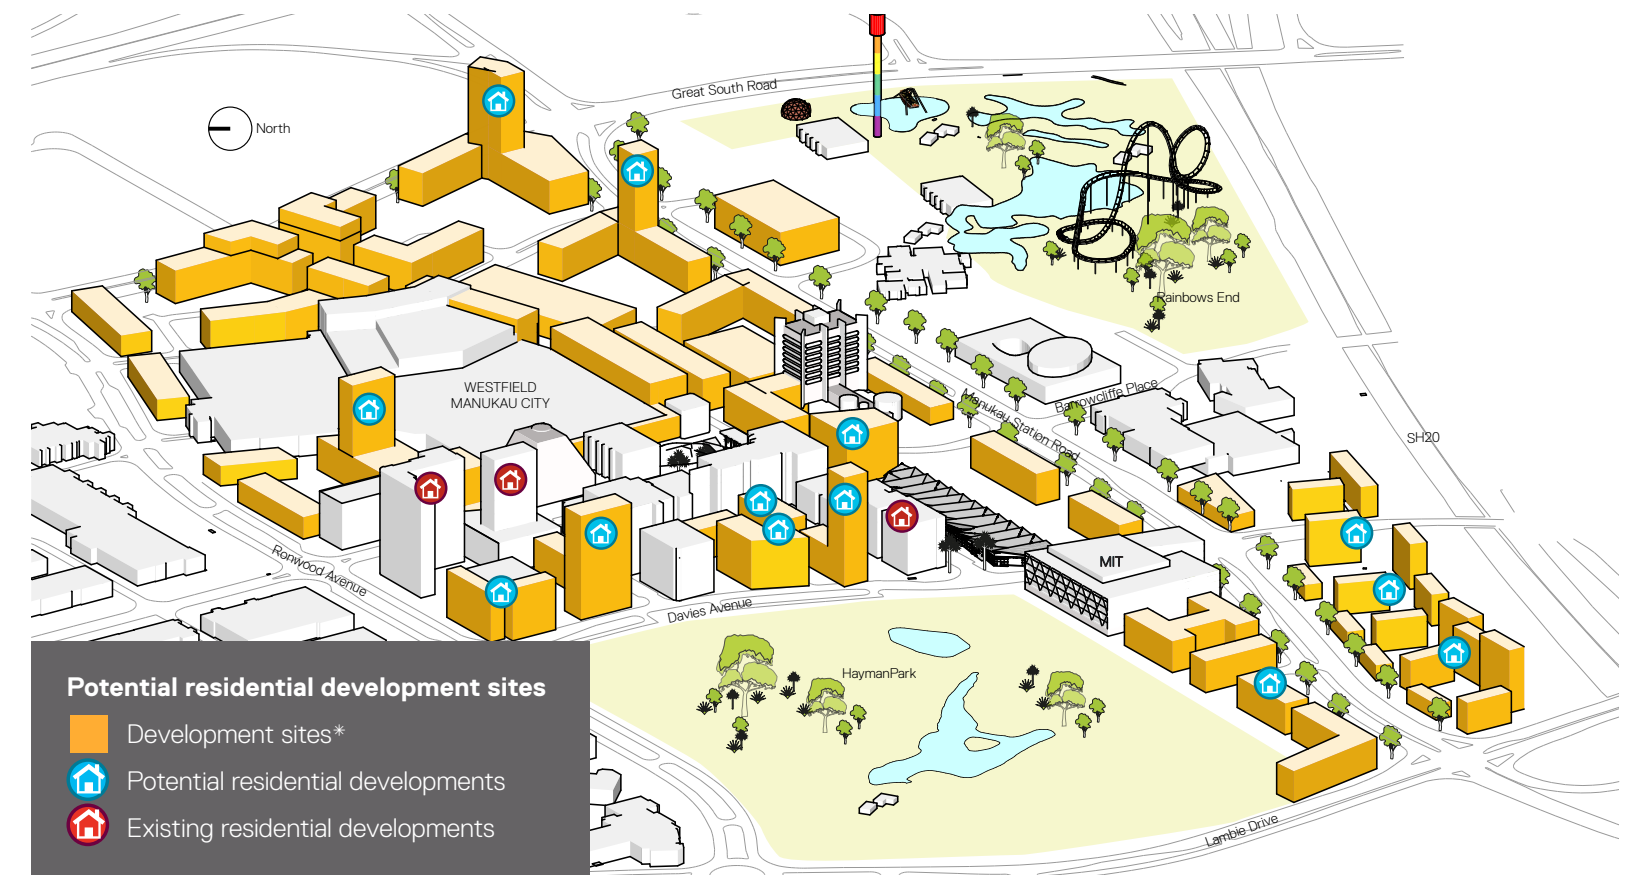 Great South Road
North
Rainbows End
WESTFIELD
MANUKAU CITY
Barrowcliffe Place
Manukau Station Road
SH20
MIT
Ronwood Avenue
Davies Avenue
HaymanPark
Lambie Drive
Potential residential development sites
Development sites*
Potential residential developments
Existing residential developments